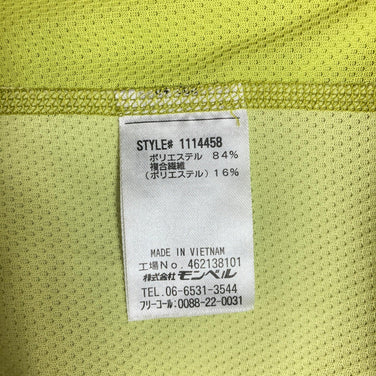 STYLE# 1114458
ポリエステル 84%
複合繊維
(ポリエステル) 16%
MADE IN VIETNAM
工場No. 462138101
株式会社モンベル
TEL. 06-6531-3544
フリーコール: 0088-22-0031